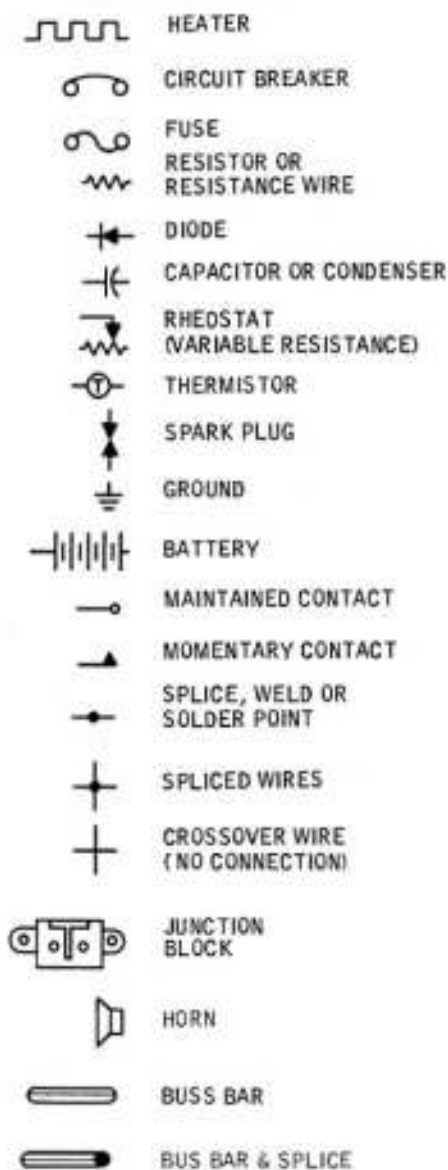 HEATER
CIRCUIT BREAKER
FUSE
RESISTOR OR
RESISTANCE WIRE
DIODE
CAPACITOR OR CONDENSER
RHEOSTAT
(VARIABLE RESISTANCE)
T
THERMISTOR
SPARK PLUG
GROUND
BATTERY
MAINTAINED CONTACT
MOMENTARY CONTACT
SPLICE, WELD OR
SOLDER POINT
SPLICED WIRES
CROSSOVER WIRE
(NO CONNECTION)
JUNCTION
BLOCK
HORN
BUSS BAR
BUS BAR & SPLICE